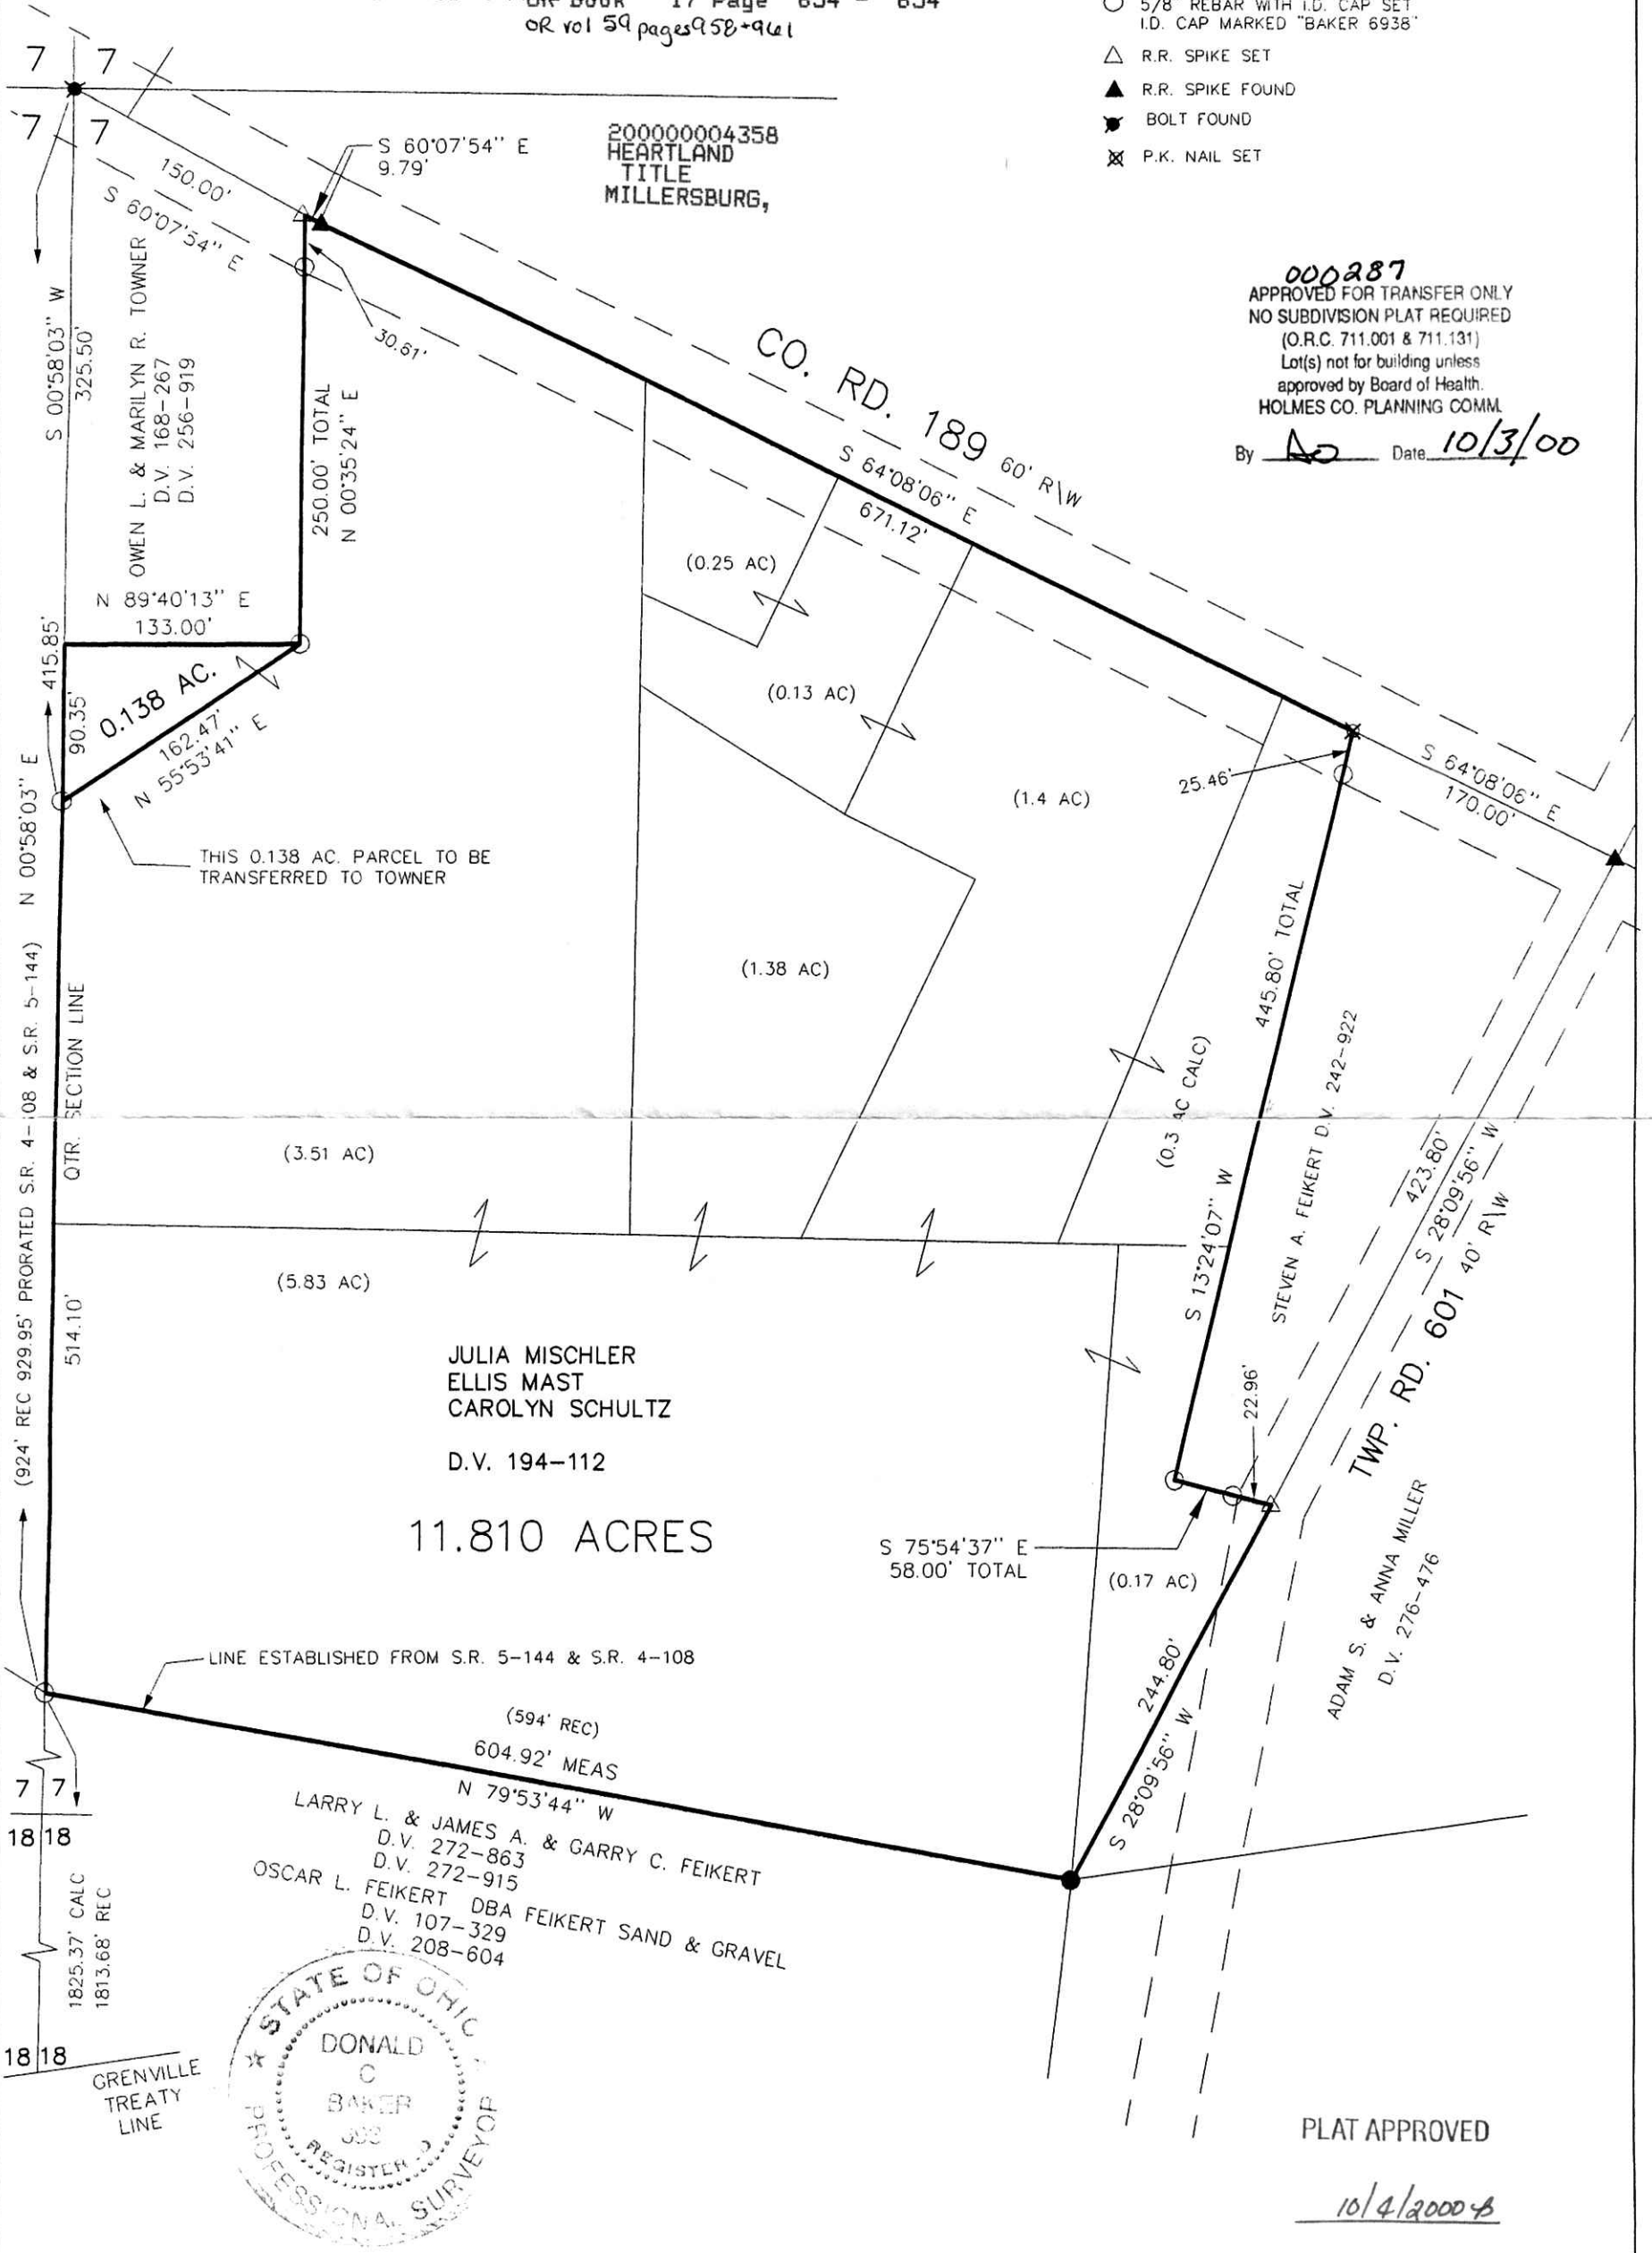 OR Book 17 Page 634 - 634
OR vol 59 pages 958+961
5/8" REBAR WITH I.D. CAP SET
I.D. CAP MARKED "BAKER 6938"
R.R. SPIKE SET
R.R. SPIKE FOUND
BOLT FOUND
P.K. NAIL SET
7 7
7 7
S 60°07'54" E
9.79'
200000004358
HEARTLAND
TITLE
MILLERSBURG,
150.00'
S 60°07'54" E
000287
APPROVED FOR TRANSFER ONLY
NO SUBDIVISION PLAT REQUIRED
(O.R.C. 711.001 & 711.131)
Lot(s) not for building unless
approved by Board of Health.
HOLMES CO. PLANNING COMM.
By Date 10/3/00
S 00°58'03" W
325.50'
OWEN L. & MARILYN R. TOWNER
D.V. 168-267
D.V. 256-919
30.61'
250.00' TOTAL
N 00°35'24" E
CO. RD. 189 60' R\W
S 64°08'06" E
671.12'
(0.25 AC)
N 89°40'13" E
133.00'
415.85'
90.35'
0.138 AC.
162.47'
N 55°53'41" E
(0.13 AC)
(1.4 AC)
25.46'
S 64°08'06" E
170.00'
THIS 0.138 AC. PARCEL TO BE
TRANSFERRED TO TOWNER
(924' REC 929.95' PRORATED S.R. 4-108 & S.R. 5-144) N 00°58'03" E
QTR. SECTION LINE
514.10'
(1.38 AC)
445.80' TOTAL
(0.3 AC CALC)
S 13°24'07" W
STEVEN A. FEIKERT D.V. 242-922
423.80'
S 28°09'56" W
TWP. RD. 601 40' R\W
(3.51 AC)
(5.83 AC)
JULIA MISCHLER
ELLIS MAST
CAROLYN SCHULTZ
D.V. 194-112
11.810 ACRES
22.96'
S 75°54'37" E
58.00' TOTAL
(0.17 AC)
ADAM S. & ANNA MILLER
D.V. 276-476
LINE ESTABLISHED FROM S.R. 5-144 & S.R. 4-108
244.80'
S 28°09'56" W
(594' REC)
604.92' MEAS
N 79°53'44" W
7 7
18 18
LARRY L. & JAMES A. & GARRY C. FEIKERT
D.V. 272-863
D.V. 272-915
OSCAR L. FEIKERT DBA FEIKERT SAND & GRAVEL
D.V. 107-329
D.V. 208-604
1825.37' CALC
1813.68' REC
18 18
GRENVILLE
TREATY
LINE
STATE OF OHIO
DONALD
C
BAKER
REGISTERED
PROFESSIONAL SURVEYOR
PLAT APPROVED
10/4/2000